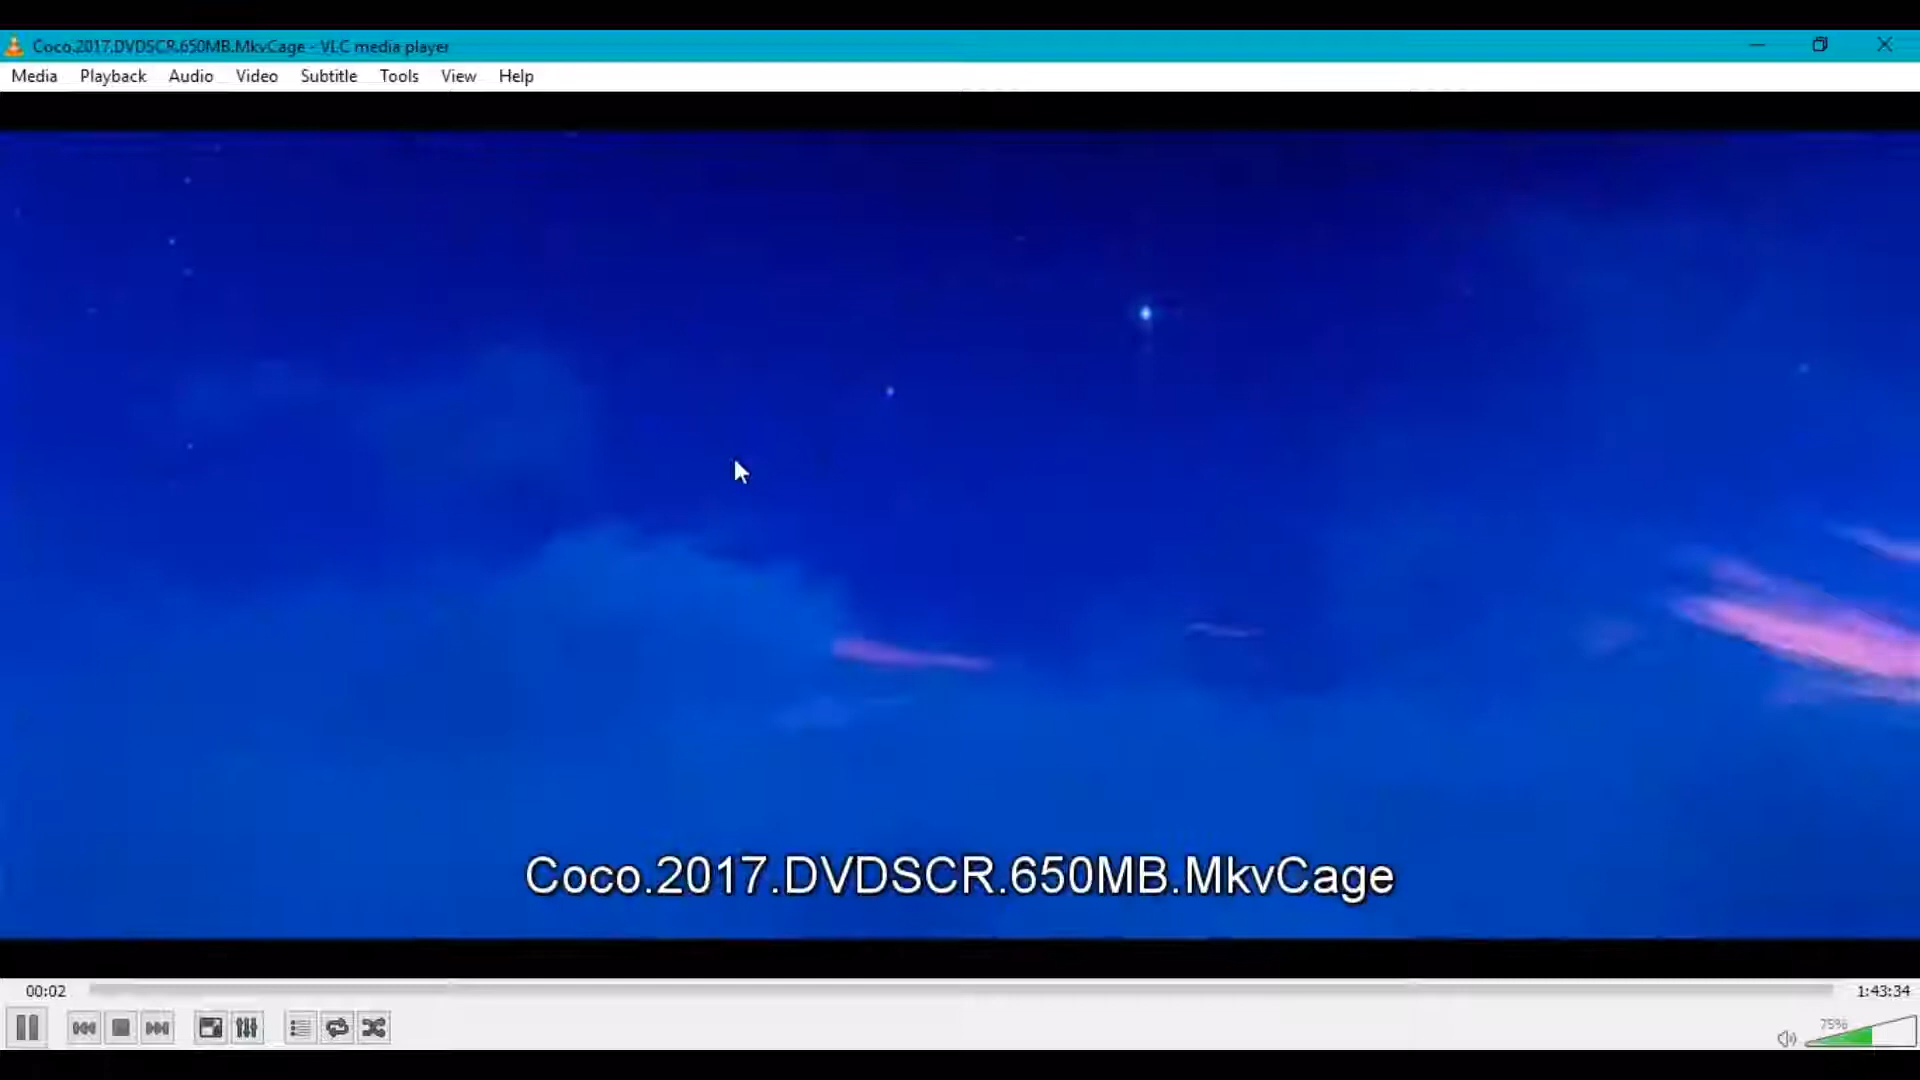 Coco.2017.DVDSCR.650MB.MkvCage - VLC media player
Media Playback Audio Video Subtitle Tools View Help
Coco.2017.DVDSCR.650MB.MkvCage
00:02 1:43:34
75%